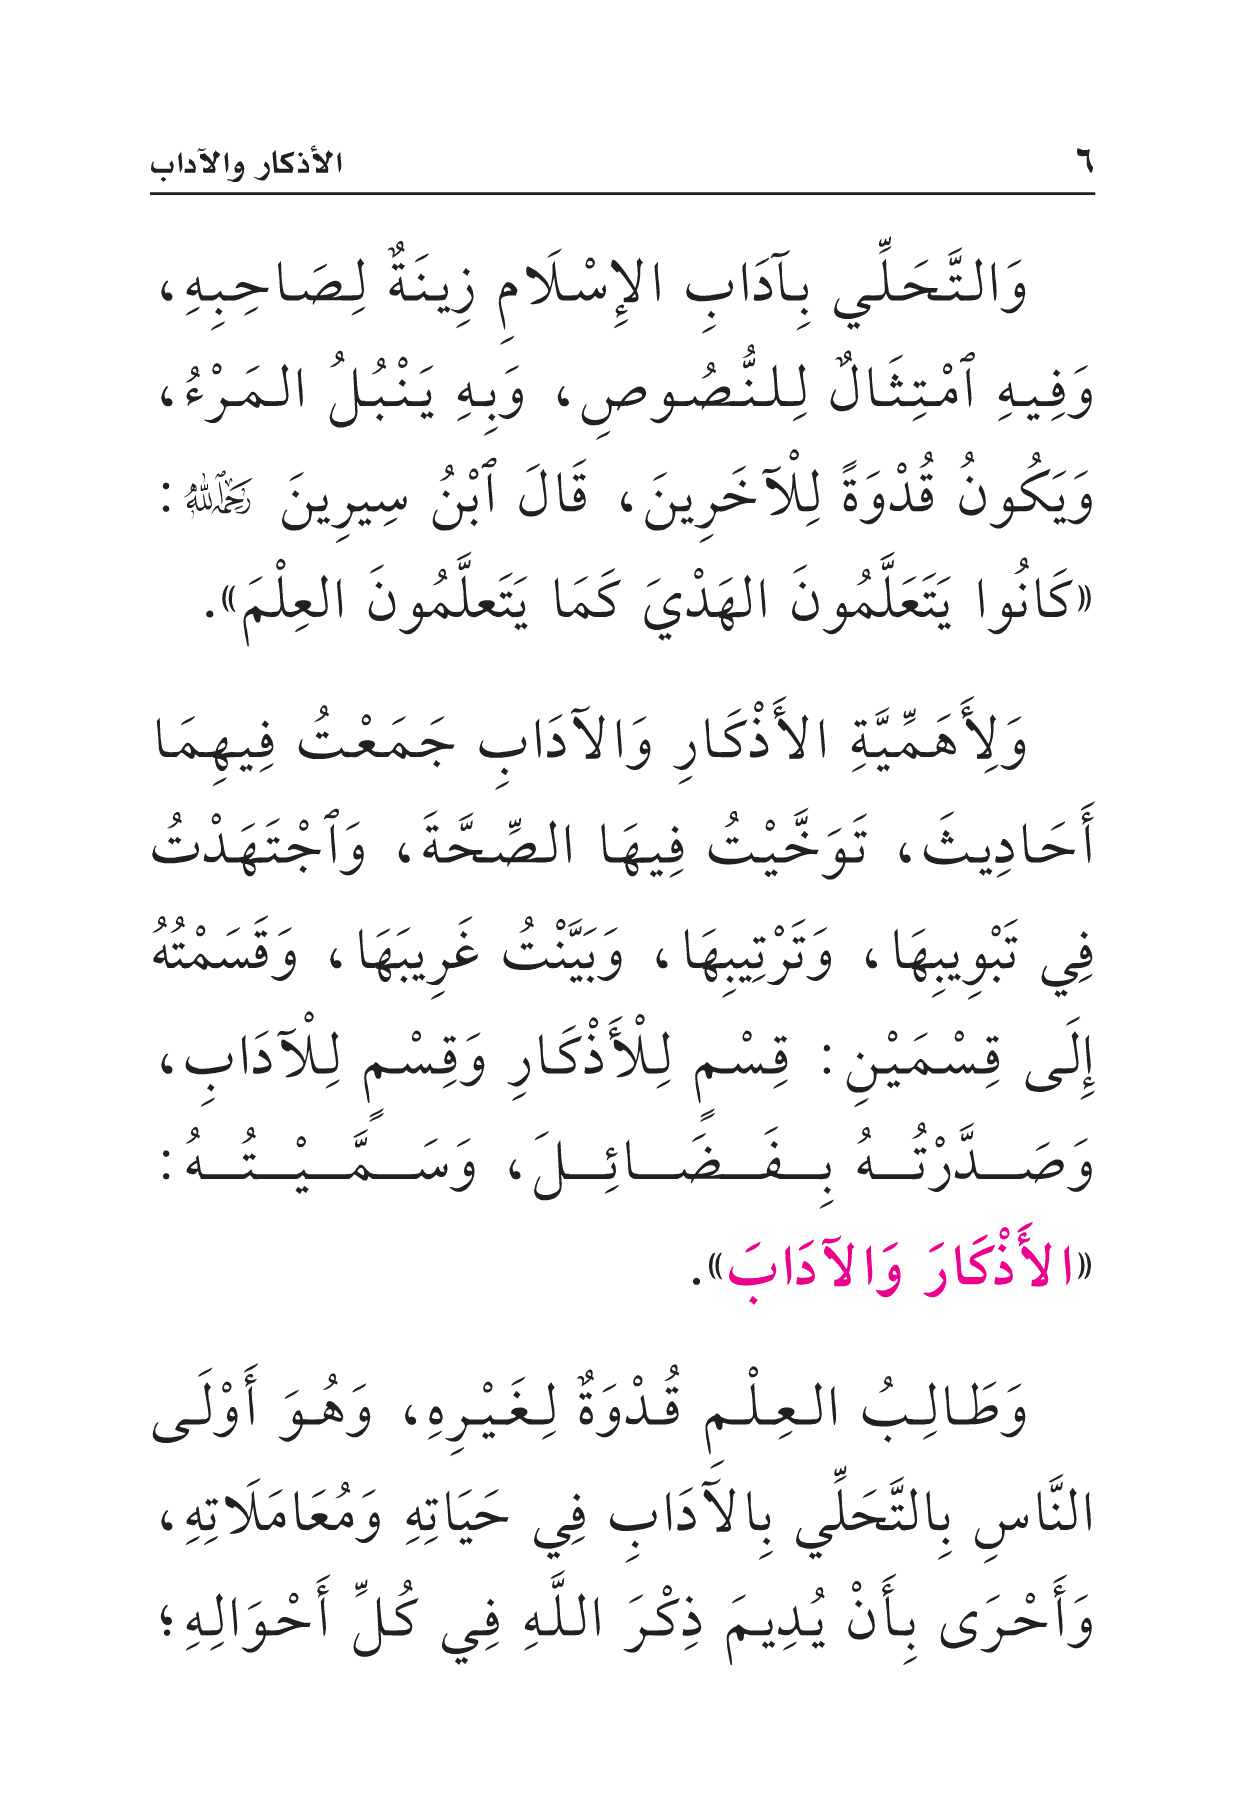 ٦ الأذكار والآداب
وَالتَّحَلِّي بِآدَابِ الإِسْلَامِ زِينَةٌ لِصَاحِبِهِ،
وَفِيهِ ٱمْتِثَالٌ لِلنُّصُوصِ، وَبِهِ يَنْبُلُ المَرْءُ،
وَيَكُونُ قُدْوَةً لِلْآخَرِينَ، قَالَ ٱبْنُ سِيرِينَ رَحِمَهُ ٱللَّهُ:
«كَانُوا يَتَعَلَّمُونَ الهَدْيَ كَمَا يَتَعلَّمُونَ العِلْمَ».
وَلِأَهَمِّيَّةِ الأَذْكَارِ وَالآدَابِ جَمَعْتُ فِيهِمَا
أَحَادِيثَ، تَوَخَّيْتُ فِيهَا الصِّحَّةَ، وَٱجْتَهَدْتُ
فِي تَبْوِيبِهَا، وَتَرْتِيبِهَا، وَبَيَّنْتُ غَرِيبَهَا، وَقَسَمْتُهُ
إِلَى قِسْمَيْنِ: قِسْمٍ لِلْأَذْكَارِ وَقِسْمٍ لِلْآدَابِ،
وَصَدَّرْتُهُ بِفَضَائِلَ، وَسَمَّيْتُهُ:
«الأَذْكَارَ وَالآدَابَ».
وَطَالِبُ العِلْمِ قُدْوَةٌ لِغَيْرِهِ، وَهُوَ أَوْلَى
النَّاسِ بِالتَّحَلِّي بِالَآدَابِ فِي حَيَاتِهِ وَمُعَامَلَاتِهِ،
وَأَحْرَى بِأَنْ يُدِيمَ ذِكْرَ اللَّهِ فِي كُلِّ أَحْوَالِهِ؛